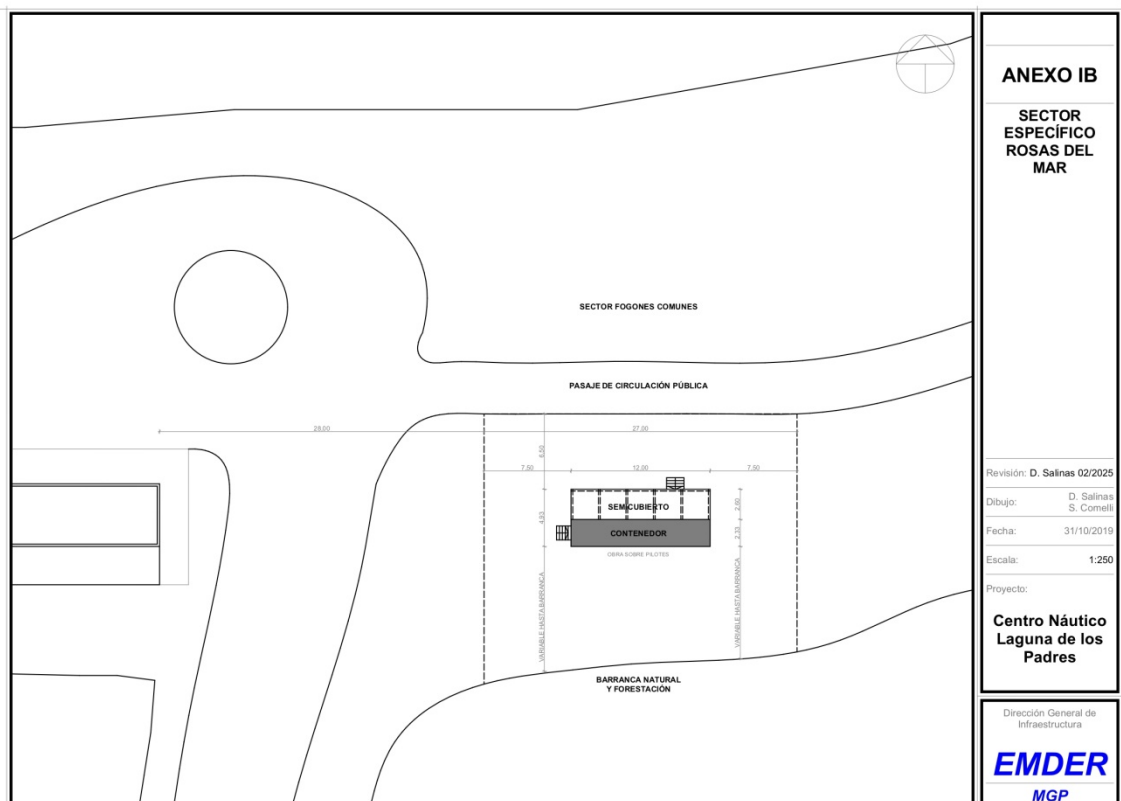 SECTOR FOGONES COMUNES
PASAJE DE CIRCULACIÓN PÚBLICA
28.00
27.00
6.50
7.50
12.00
7.50
4.93
SEMICUBIERTO
2.60
CONTENEDOR
2.33
OBRA SOBRE PILOTES
VARIABLE HASTA BARRANCA
VARIABLE HASTA BARRANCA
BARRANCA NATURAL
Y FORESTACIÓN
ANEXO IB
SECTOR
ESPECÍFICO
ROSAS DEL
MAR
Revisión: D. Salinas 02/2025
Dibujo: D. Salinas
S. Comelli
Fecha: 31/10/2019
Escala: 1:250
Proyecto:
Centro Náutico
Laguna de los
Padres
Dirección General de
Infraestructura
EMDER
MGP